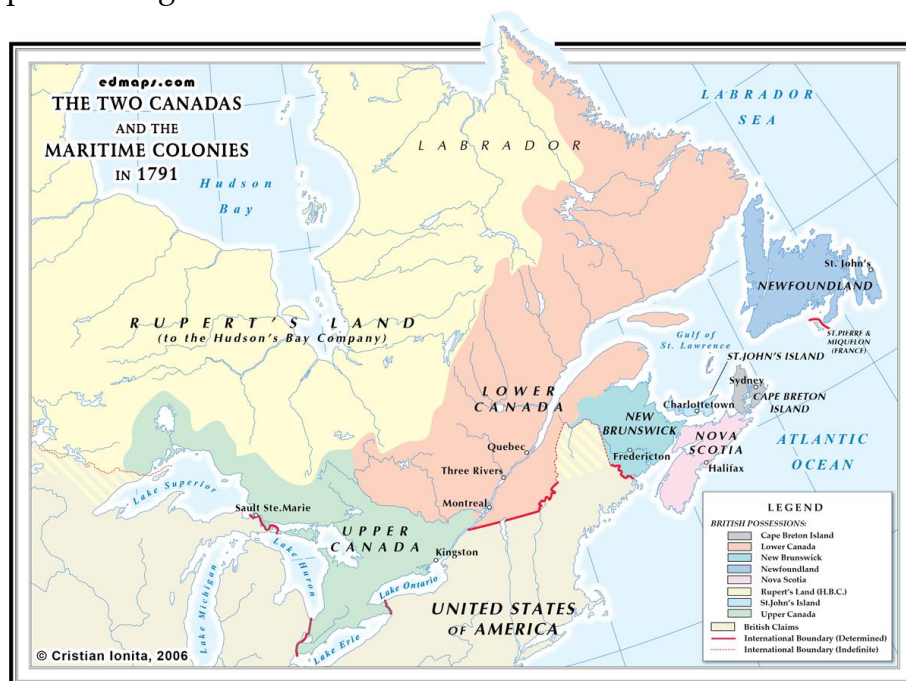 edmaps.com
THE TWO CANADAS
AND THE
MARITIME COLONIES
IN 1791
Hudson
Bay
LABRADOR
LABRADOR
SEA
RUPERT'S LAND
(to the Hudson's Bay Company)
St. John's
NEWFOUNDLAND
ST.PIERRE &
MIQUELON
(FRANCE)
Gulf of
St. Lawrence
ST.JOHN'S ISLAND
Sydney
CAPE BRETON
ISLAND
Charlottetown
LOWER
CANADA
NEW
BRUNSWICK
Fredericton
NOVA
SCOTIA
Halifax
ATLANTIC
OCEAN
Quebec
Three Rivers
Montreal
Lake Superior
Sault Ste.Marie
UPPER
CANADA
Kingston
Lake Michigan
Lake Huron
Lake Ontario
Lake Erie
UNITED STATES
OF AMERICA
LEGEND
BRITISH POSSESSIONS:
Cape Breton Island
Lower Canada
New Brunswick
Newfoundland
Nova Scotia
Rupert's Land (H.B.C.)
St.John's Island
Upper Canada
British Claims
International Boundary (Determined)
International Boundary (Indefinite)
© Cristian Ionita, 2006